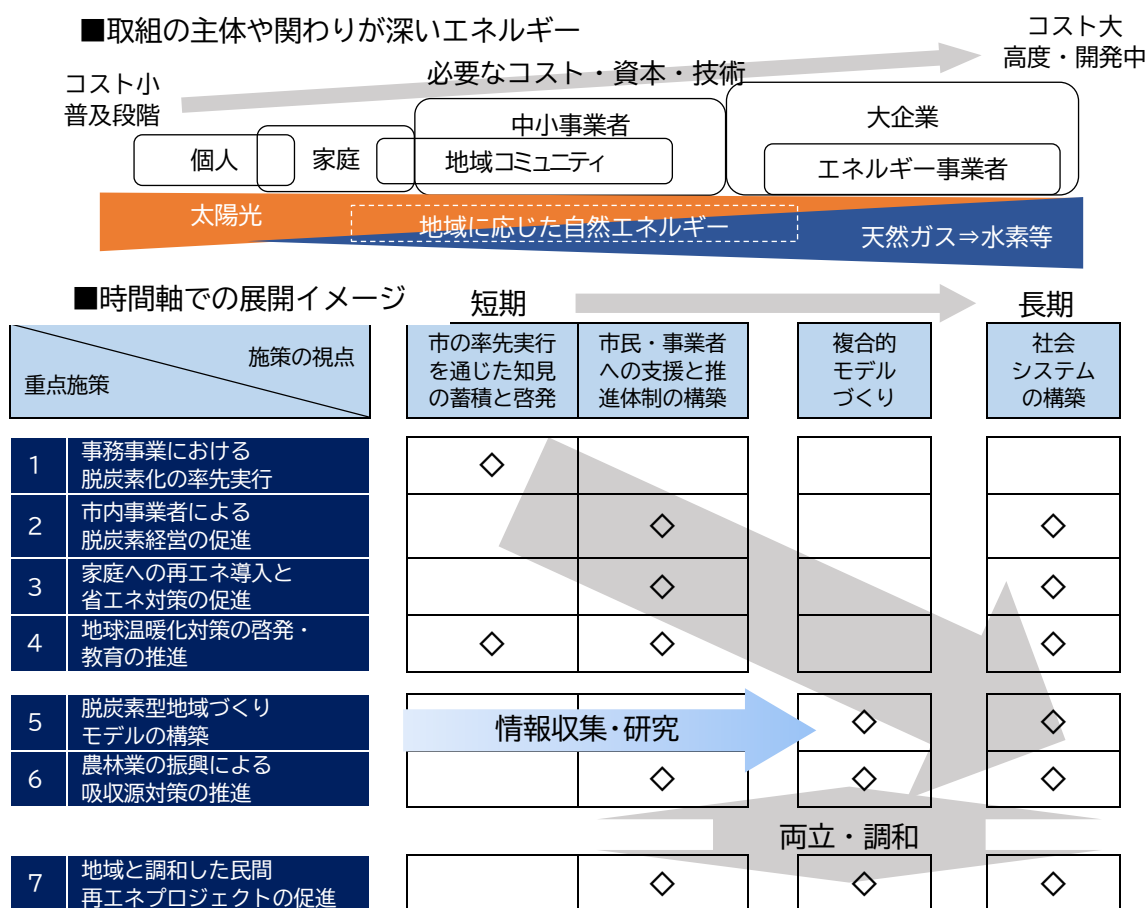 ■取組の主体や関わりが深いエネルギー
コスト大
高度・開発中
必要なコスト・資本・技術
コスト小
普及段階
中小事業者
大企業
個人
家庭
地域コミュニティ
エネルギー事業者
太陽光
地域に応じた自然エネルギー
天然ガス⇒水素等
■時間軸での展開イメージ
短期
長期
施策の視点
重点施策
市の率先実行
を通じた知見
の蓄積と啓発
市民・事業者
への支援と推
進体制の構築
複合的
モデル
づくり
社会
システム
の構築
1
事務事業における
脱炭素化の率先実行
◇
2
市内事業者による
脱炭素経営の促進
◇ ◇
3
家庭への再エネ導入と
省エネ対策の促進
◇ ◇
4
地球温暖化対策の啓発・
教育の推進
◇ ◇ ◇
5
脱炭素型地域づくり
モデルの構築
情報収集・研究
◇ ◇
6
農林業の振興による
吸収源対策の推進
◇ ◇ ◇
両立・調和
7
地域と調和した民間
再エネプロジェクトの促進
◇ ◇ ◇